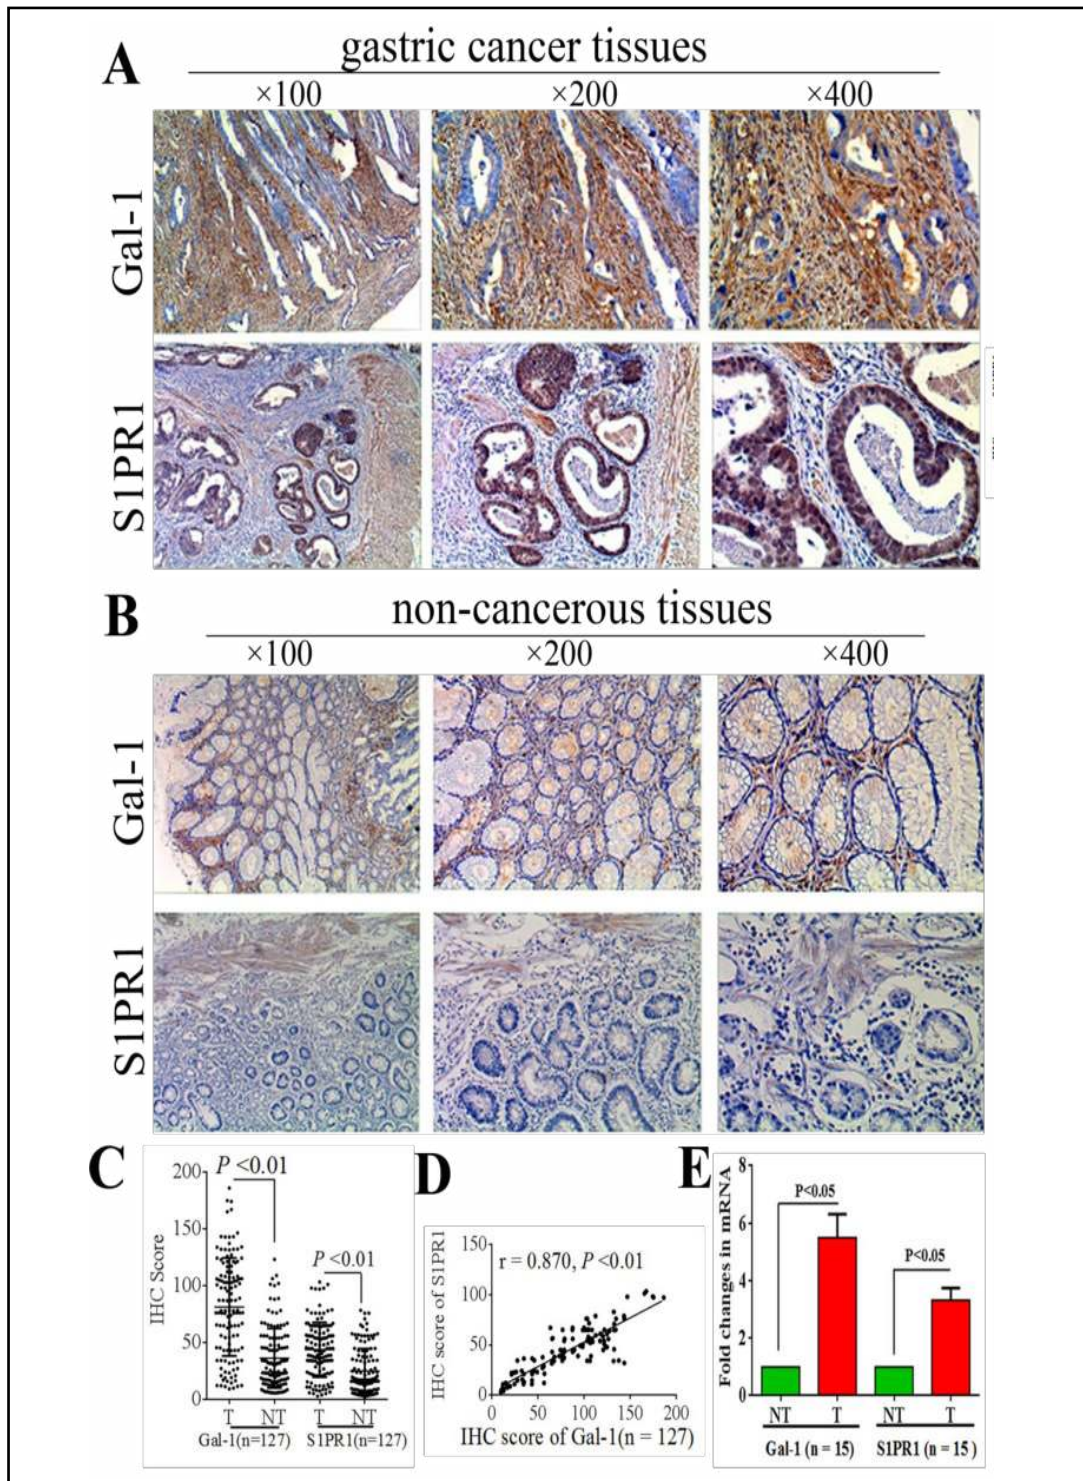 A
gastric cancer tissues
×100 ×200 ×400
Gal-1
S1PR1
B
non-cancerous tissues
×100 ×200 ×400
Gal-1
S1PR1
C
P <0.01
P <0.01
IHC Score
200
150
100
50
0
T NT T NT
Gal-1(n=127) S1PR1(n=127)
D
r = 0.870, P <0.01
IHC score of S1PR1
150
100
50
0
0 50 100 150 200
IHC score of Gal-1(n = 127)
E
P<0.05
P<0.05
Fold changes in mRNA
8
6
4
2
0
NT T NT T
Gal-1 (n = 15) S1PR1 (n = 15)